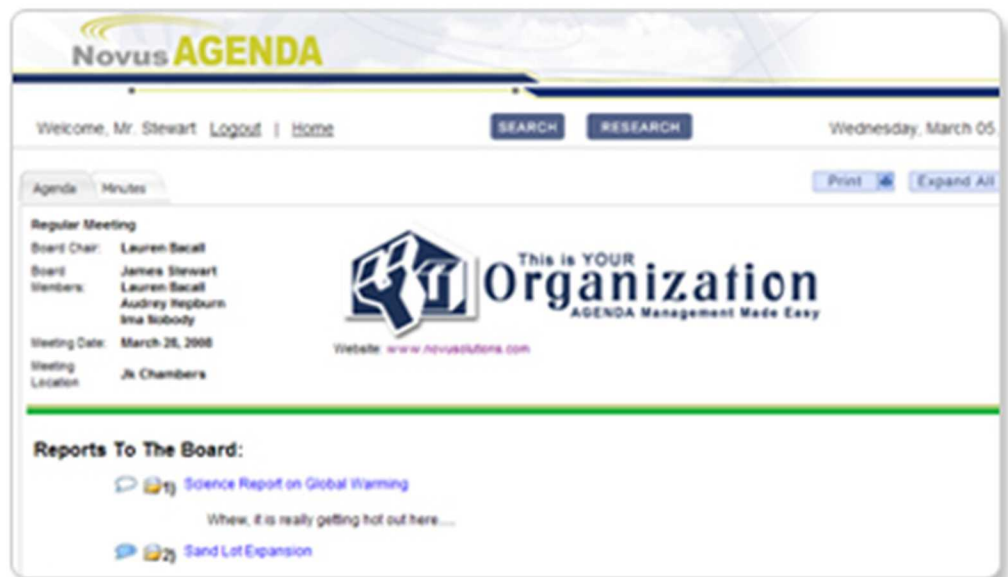 Novus AGENDA
Welcome, Mr. Stewart Logout | Home SEARCH RESEARCH Wednesday, March 05,
Agenda Minutes Print Expand All
Regular Meeting
Board Chair: Lauren Bacall
Board Members: James Stewart
Lauren Bacall
Audrey Hepburn
Ima Nobody
Meeting Date: March 28, 2008
Meeting Location Jk Chambers
This is YOUR
Organization
AGENDA Management Made Easy
Website: www.novusolutions.com
Reports To The Board:
1) Science Report on Global Warming
Whew, it is really getting hot out here....
2) Sand Lot Expansion